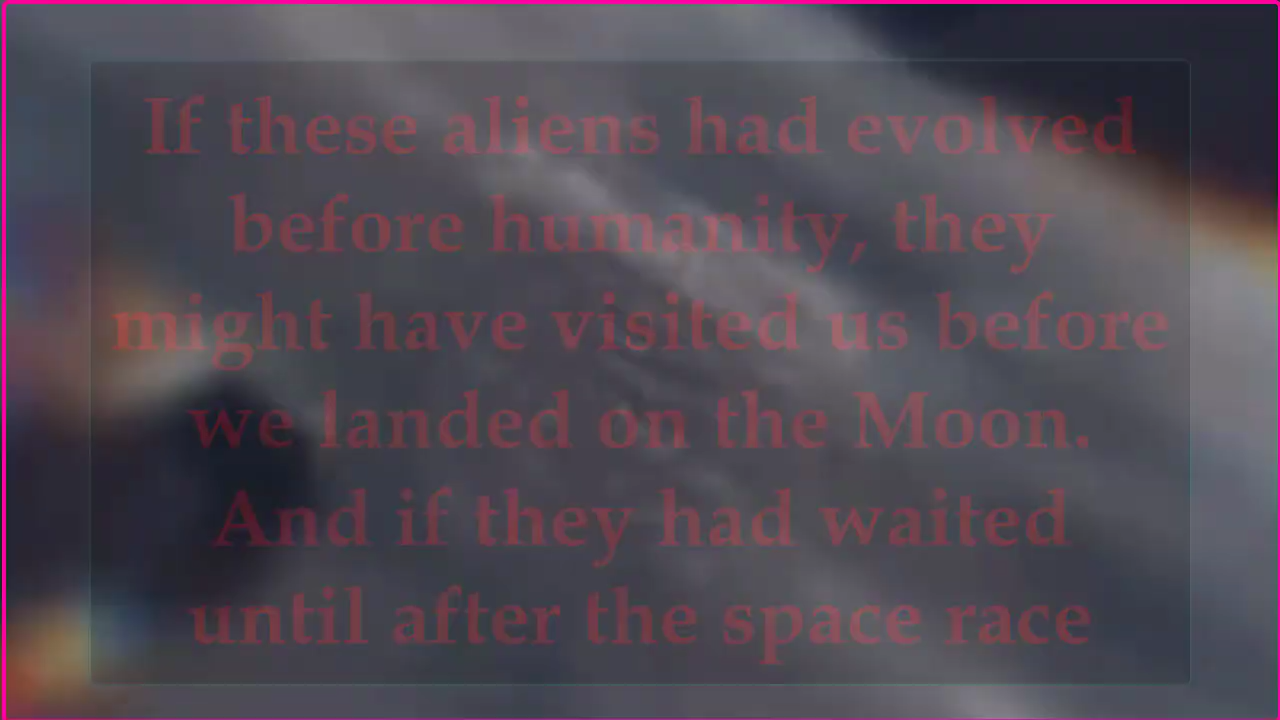 If these aliens had evolved
before humanity, they
might have visited us before
we landed on the Moon.
And if they had waited
until after the space race